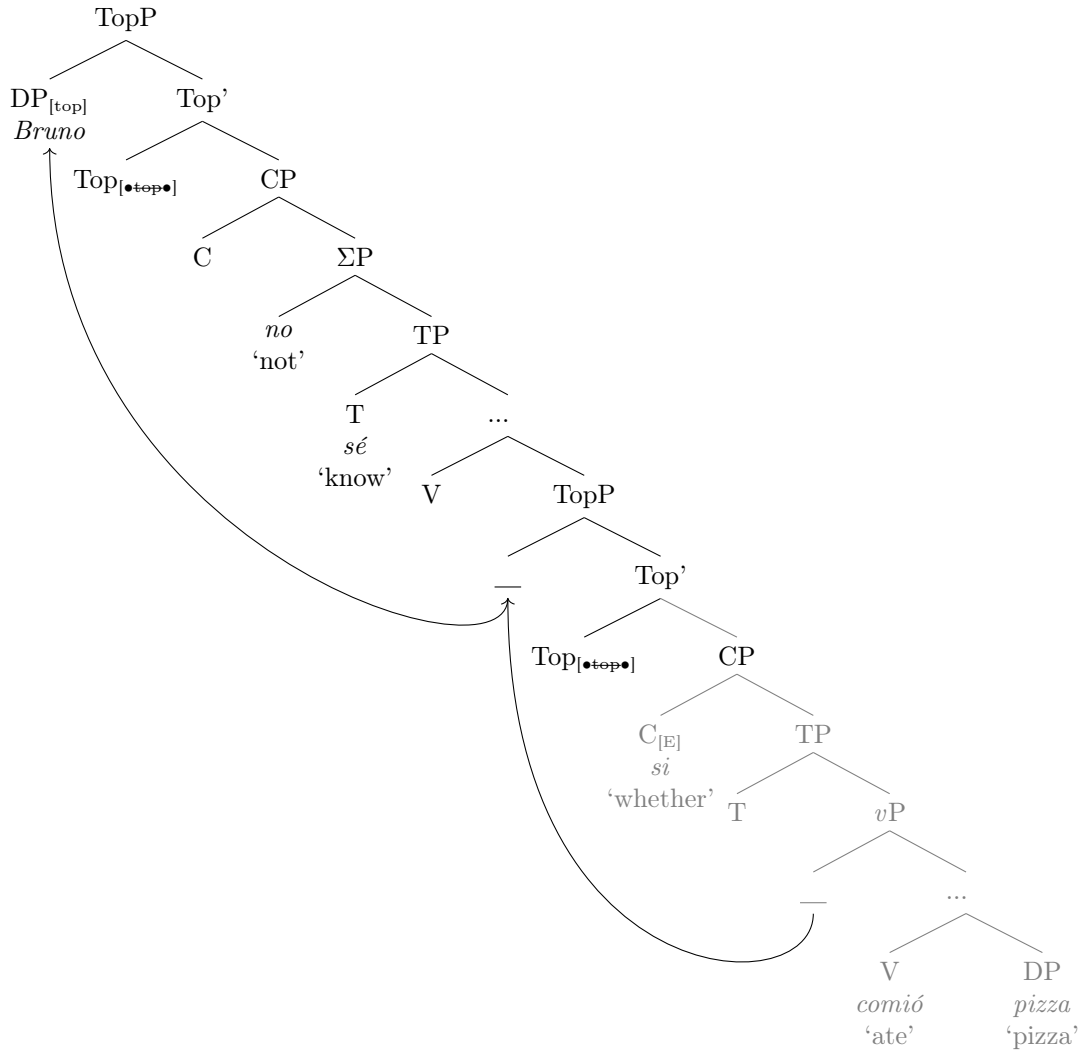 TopP
DP[top] Top’
Bruno
Top[●top●] CP
C ΣP
no TP
‘not’
T ...
sé
‘know’
V TopP
— Top’
Top[●top●] CP
C[E] TP
si
‘whether’ T vP
— ...
V DP
comió pizza
‘ate’ ‘pizza’